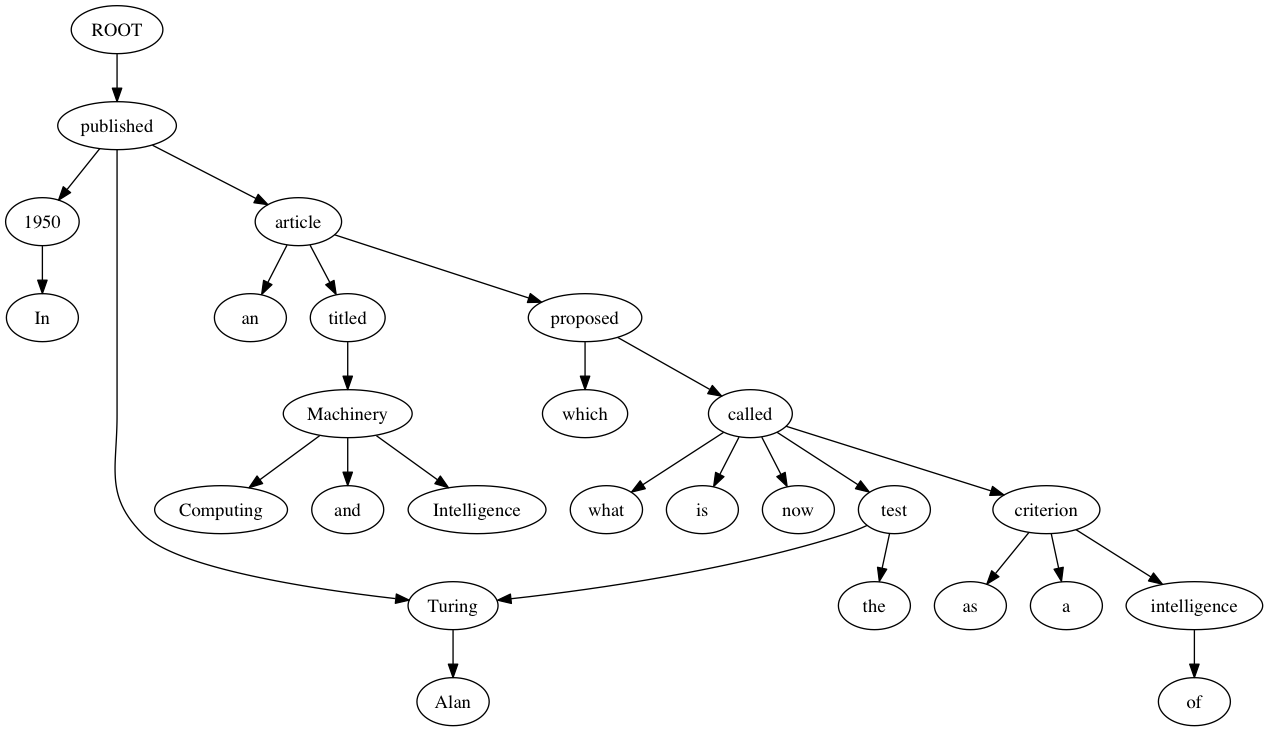 ROOT
published
1950 article
In an titled proposed
Machinery which called
Computing and Intelligence what is now test criterion
Turing the as a intelligence
Alan of